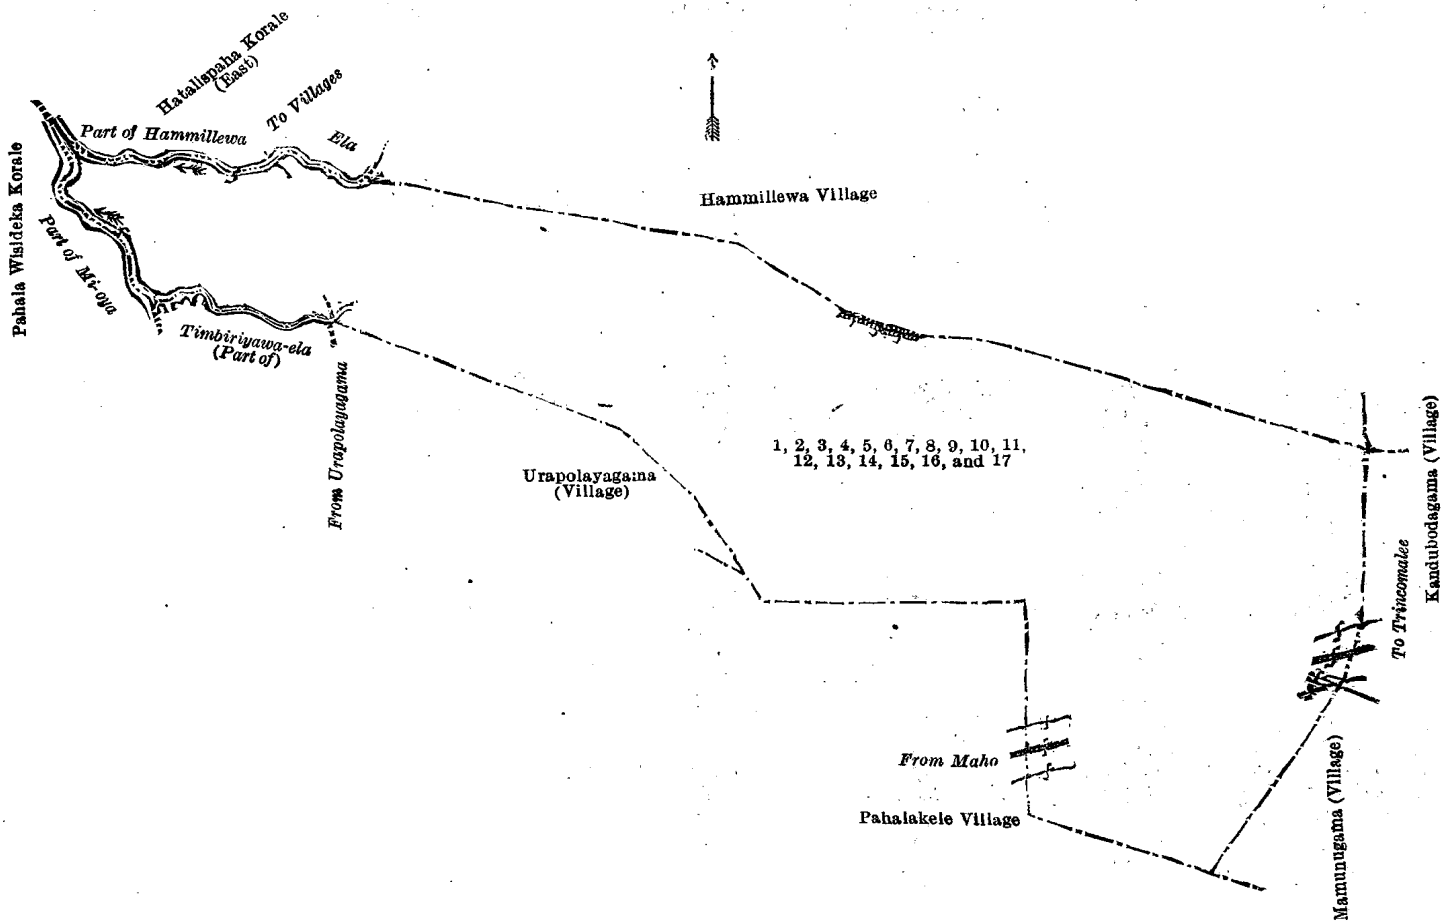 Hatalispaha Korale
(East)
To Villages
Part of Hammillewa
Ela
Pahala Wisideka Korale
Part of Mi-oya
Hammillewa Village
Timbiriyawa-ela
(Part of)
From Urapolayagama
1, 2, 3, 4, 5, 6, 7, 8, 9, 10, 11,
12, 13, 14, 15, 16, and 17
Urapolayagama
(Village)
Kandubodagama (Village)
To Trincomalee
From Maho
Pahalakele Village
Mamunugama (Village)